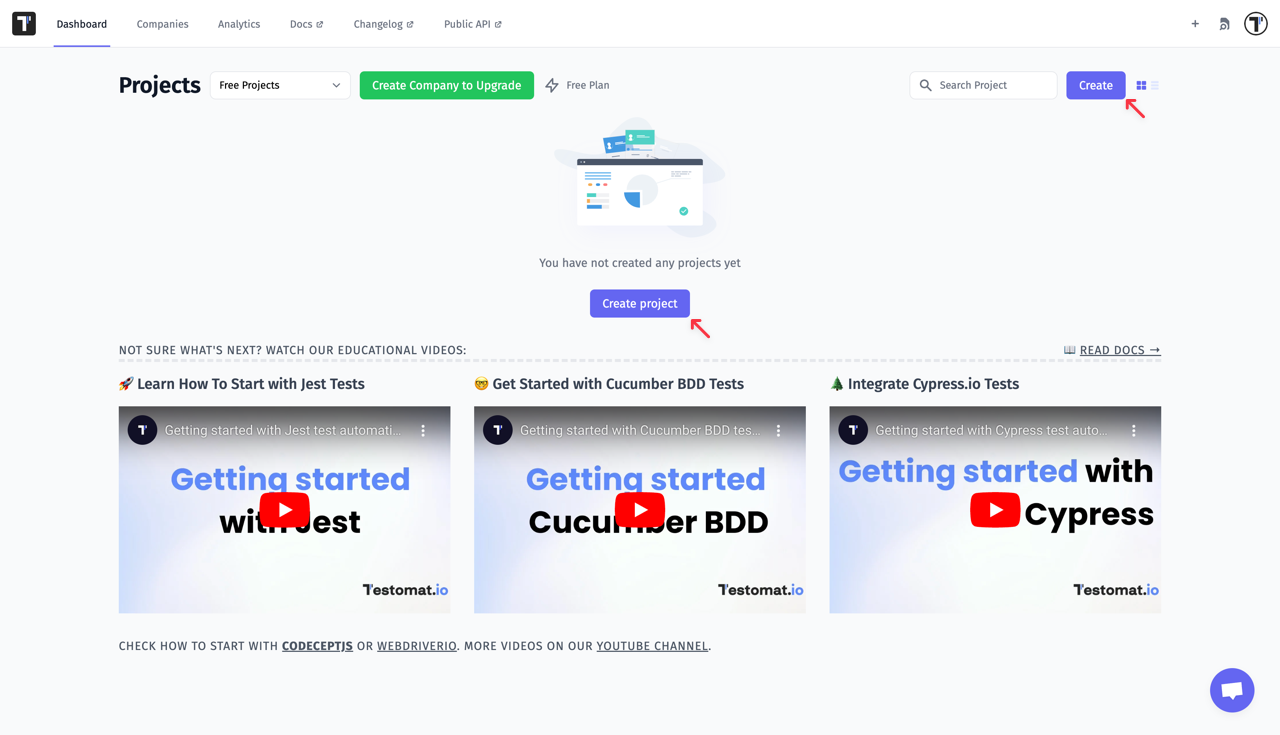 Dashboard Companies Analytics Docs Changelog Public API
Projects Free Projects Create Company to Upgrade Free Plan Search Project Create
You have not created any projects yet
Create project
NOT SURE WHAT'S NEXT? WATCH OUR EDUCATIONAL VIDEOS: READ DOCS →
🚀 Learn How To Start with Jest Tests
Getting started with Jest test automati...
Getting started
with Jest
Testomat.io
🤓 Get Started with Cucumber BDD Tests
Getting started with Cucumber BDD tes...
Getting started
Cucumber BDD
Testomat.io
🌲 Integrate Cypress.io Tests
Getting started with Cypress test auto...
Getting started with
Cypress
Testomat.io
CHECK HOW TO START WITH CODECEPTJS OR WEBDRIVERIO. MORE VIDEOS ON OUR YOUTUBE CHANNEL.